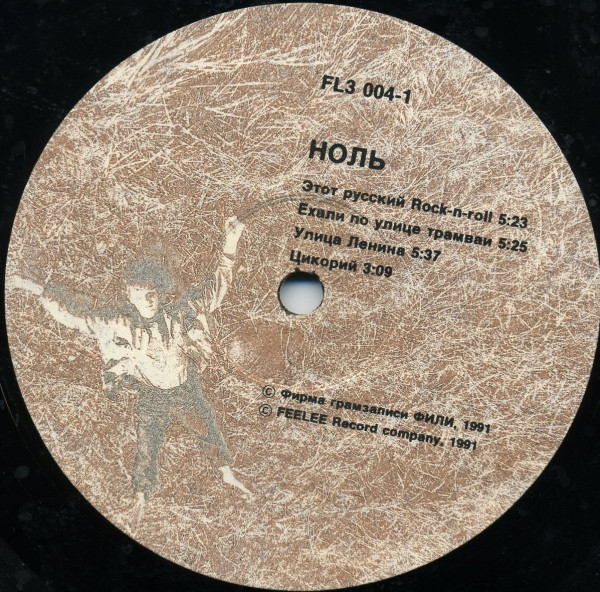 FL3 004-1
НОЛЬ
Этот русский Rock-n-roll 5:23
Ехали по улице трамваи 5:25
Улица Ленина 5:37
Цикорий 3:09
© Фирма грамзаписи ФИЛИ, 1991
© FEELEE Record company, 1991